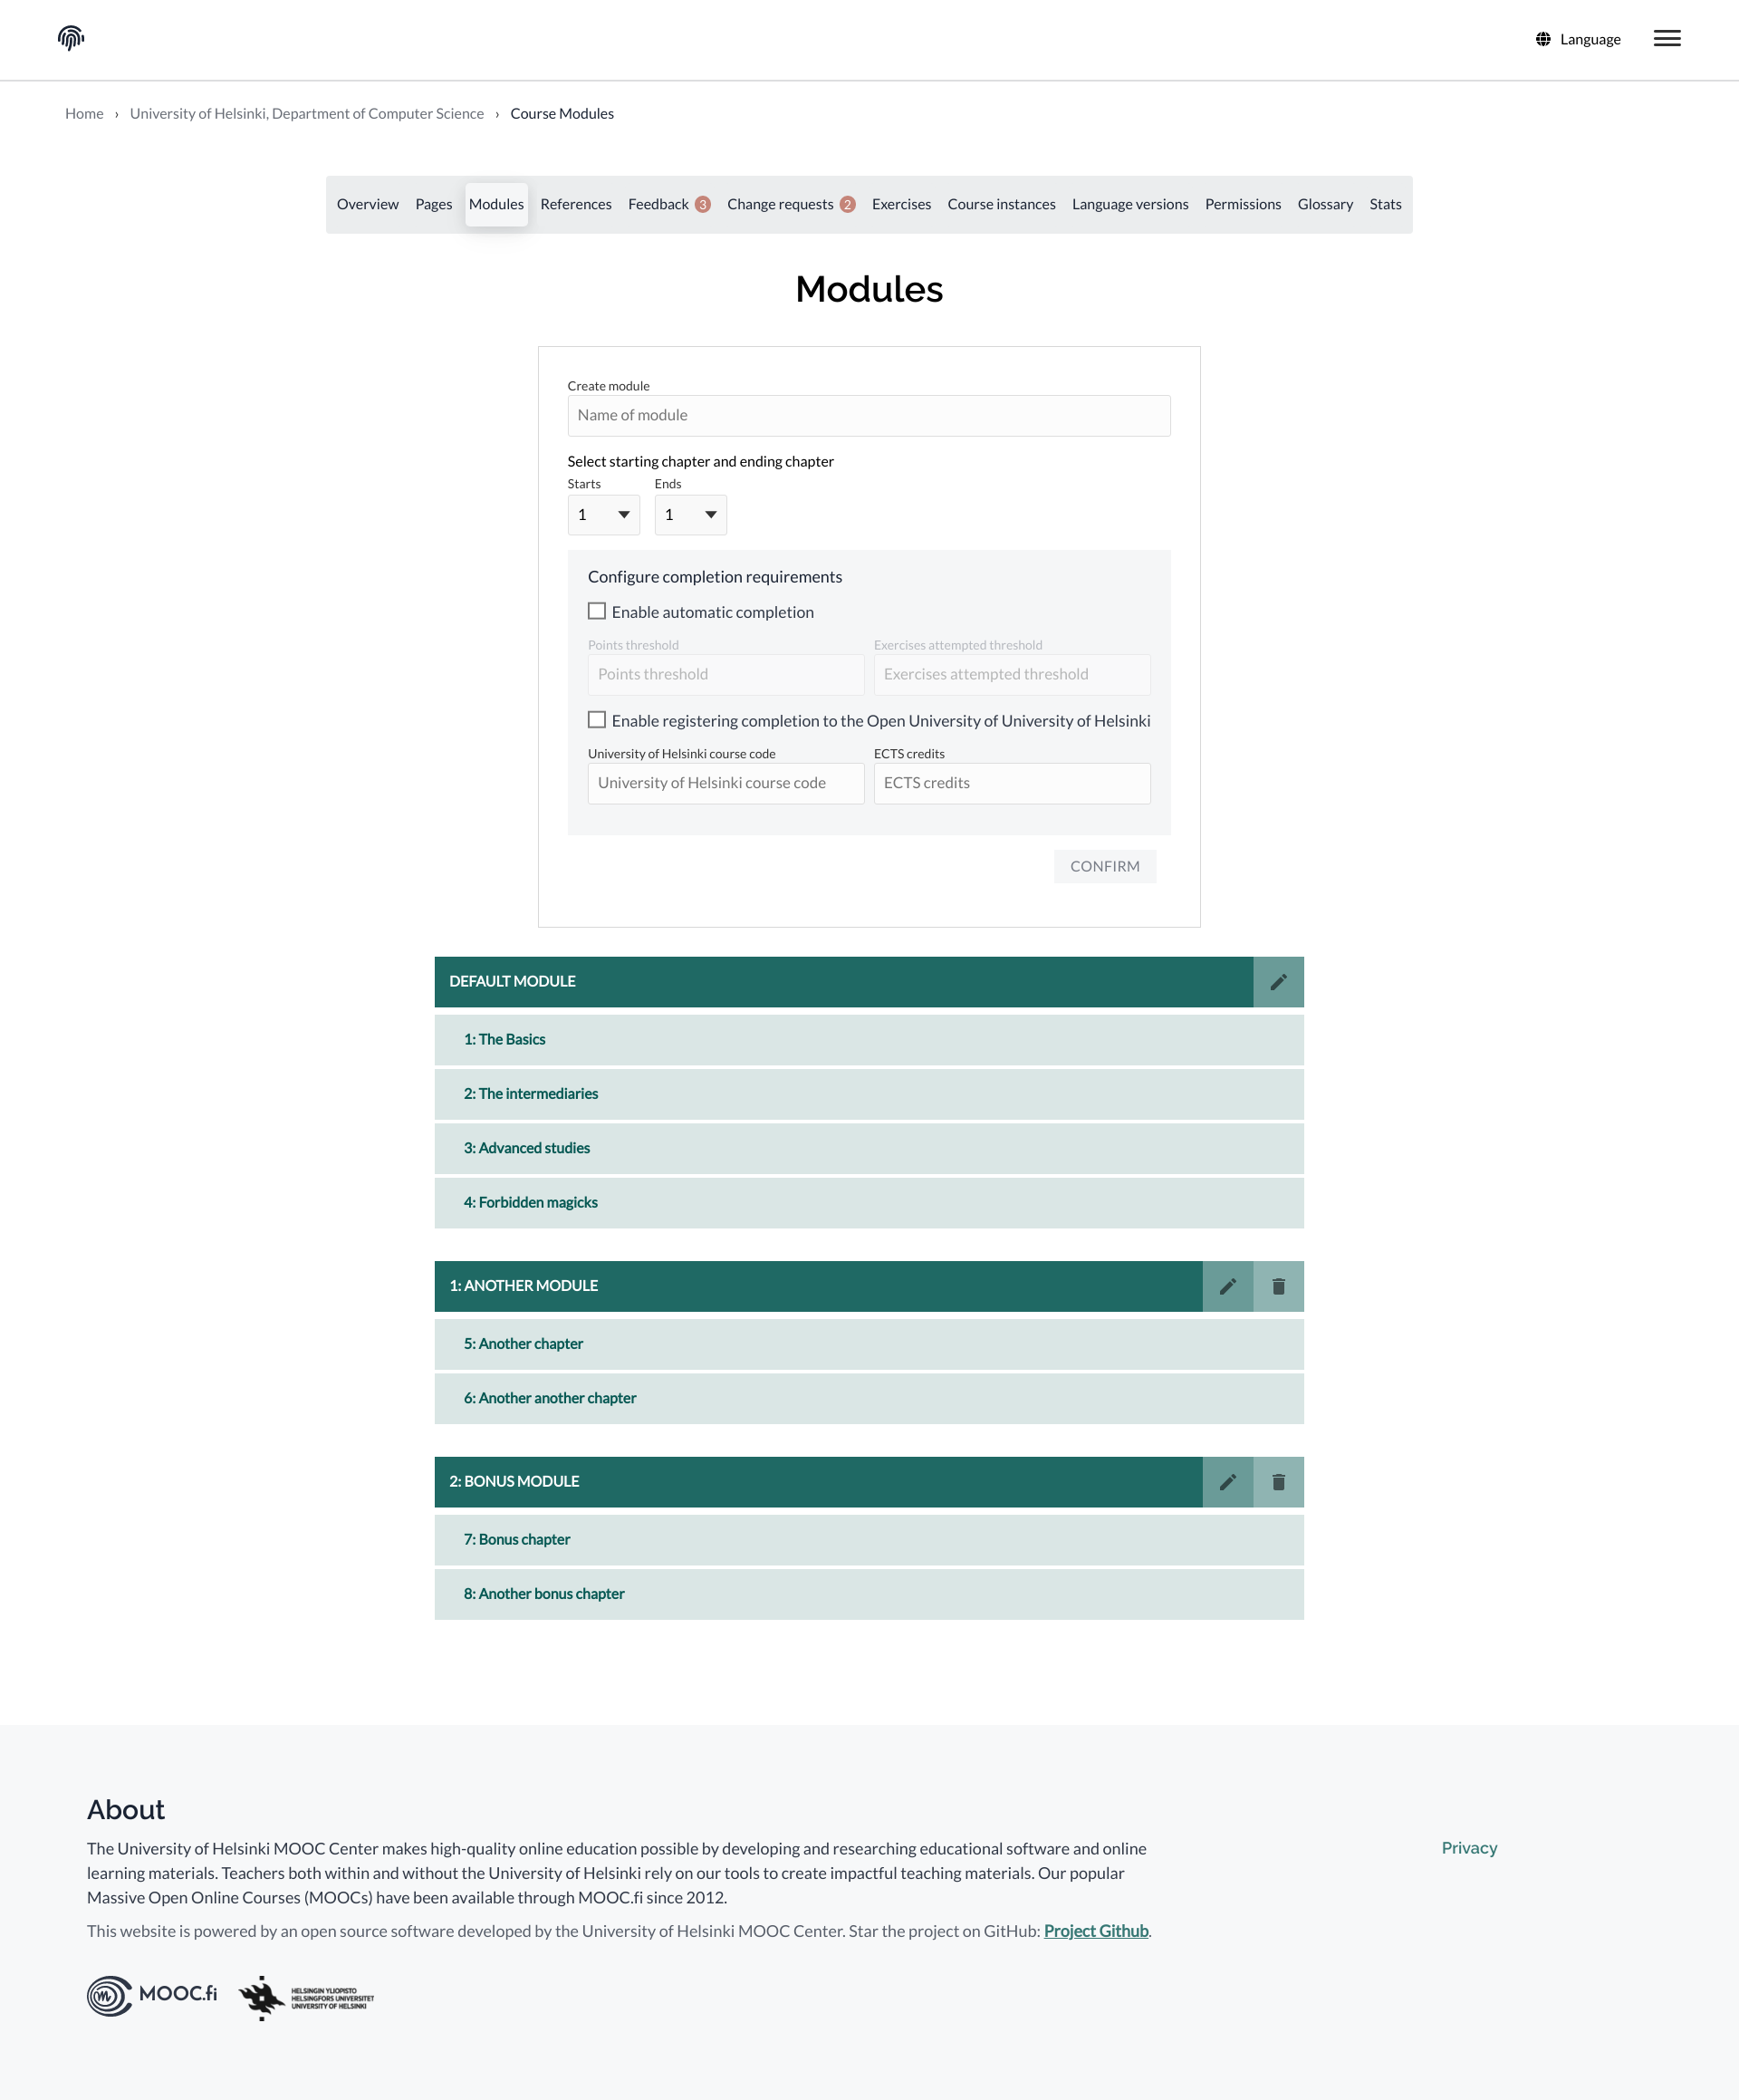 Language
Home › University of Helsinki, Department of Computer Science › Course Modules
Overview Pages Modules References Feedback 3 Change requests 2 Exercises Course instances Language versions Permissions Glossary Stats
Modules
Create module
Name of module
Select starting chapter and ending chapter
Starts Ends
1 1
Configure completion requirements
Enable automatic completion
Points threshold Exercises attempted threshold
Points threshold Exercises attempted threshold
Enable registering completion to the Open University of University of Helsinki
University of Helsinki course code ECTS credits
University of Helsinki course code ECTS credits
CONFIRM
DEFAULT MODULE
1: The Basics
2: The intermediaries
3: Advanced studies
4: Forbidden magicks
1: ANOTHER MODULE
5: Another chapter
6: Another another chapter
2: BONUS MODULE
7: Bonus chapter
8: Another bonus chapter
About
The University of Helsinki MOOC Center makes high-quality online education possible by developing and researching educational software and online
learning materials. Teachers both within and without the University of Helsinki rely on our tools to create impactful teaching materials. Our popular
Massive Open Online Courses (MOOCs) have been available through MOOC.fi since 2012.
Privacy
This website is powered by an open source software developed by the University of Helsinki MOOC Center. Star the project on GitHub: Project Github.
MOOC.fi
HELSINGIN YLIOPISTO
HELSINGFORS UNIVERSITET
UNIVERSITY OF HELSINKI